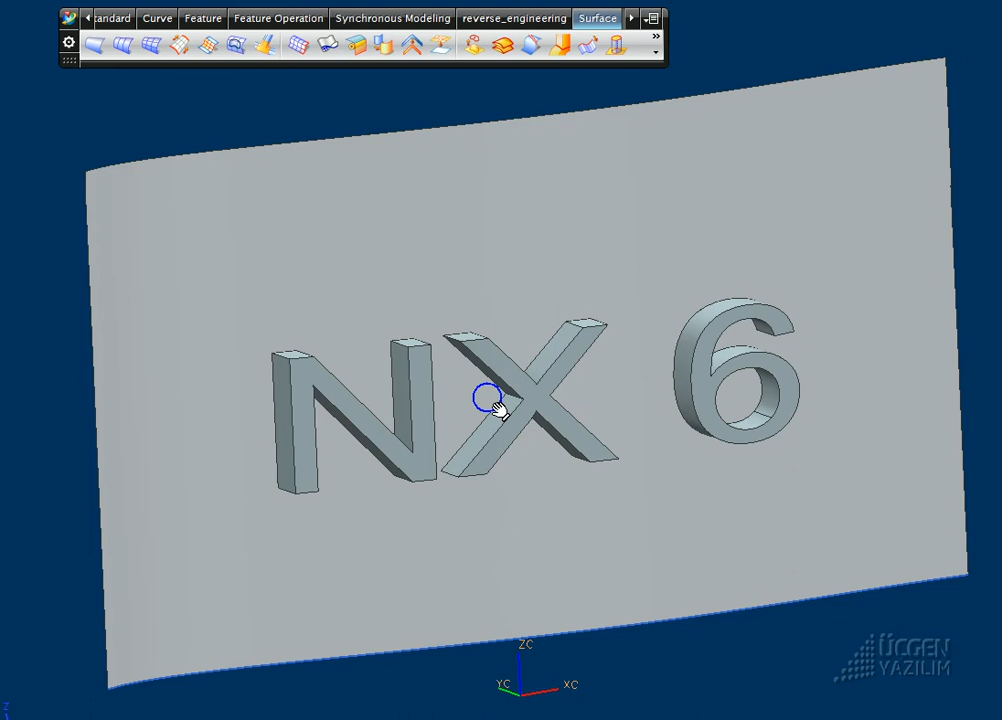 tandard Curve Feature Feature Operation Synchronous Modeling reverse_engineering Surface
NX 6
ZC
YC XC
ÜÇGEN
YAZILIM
Z